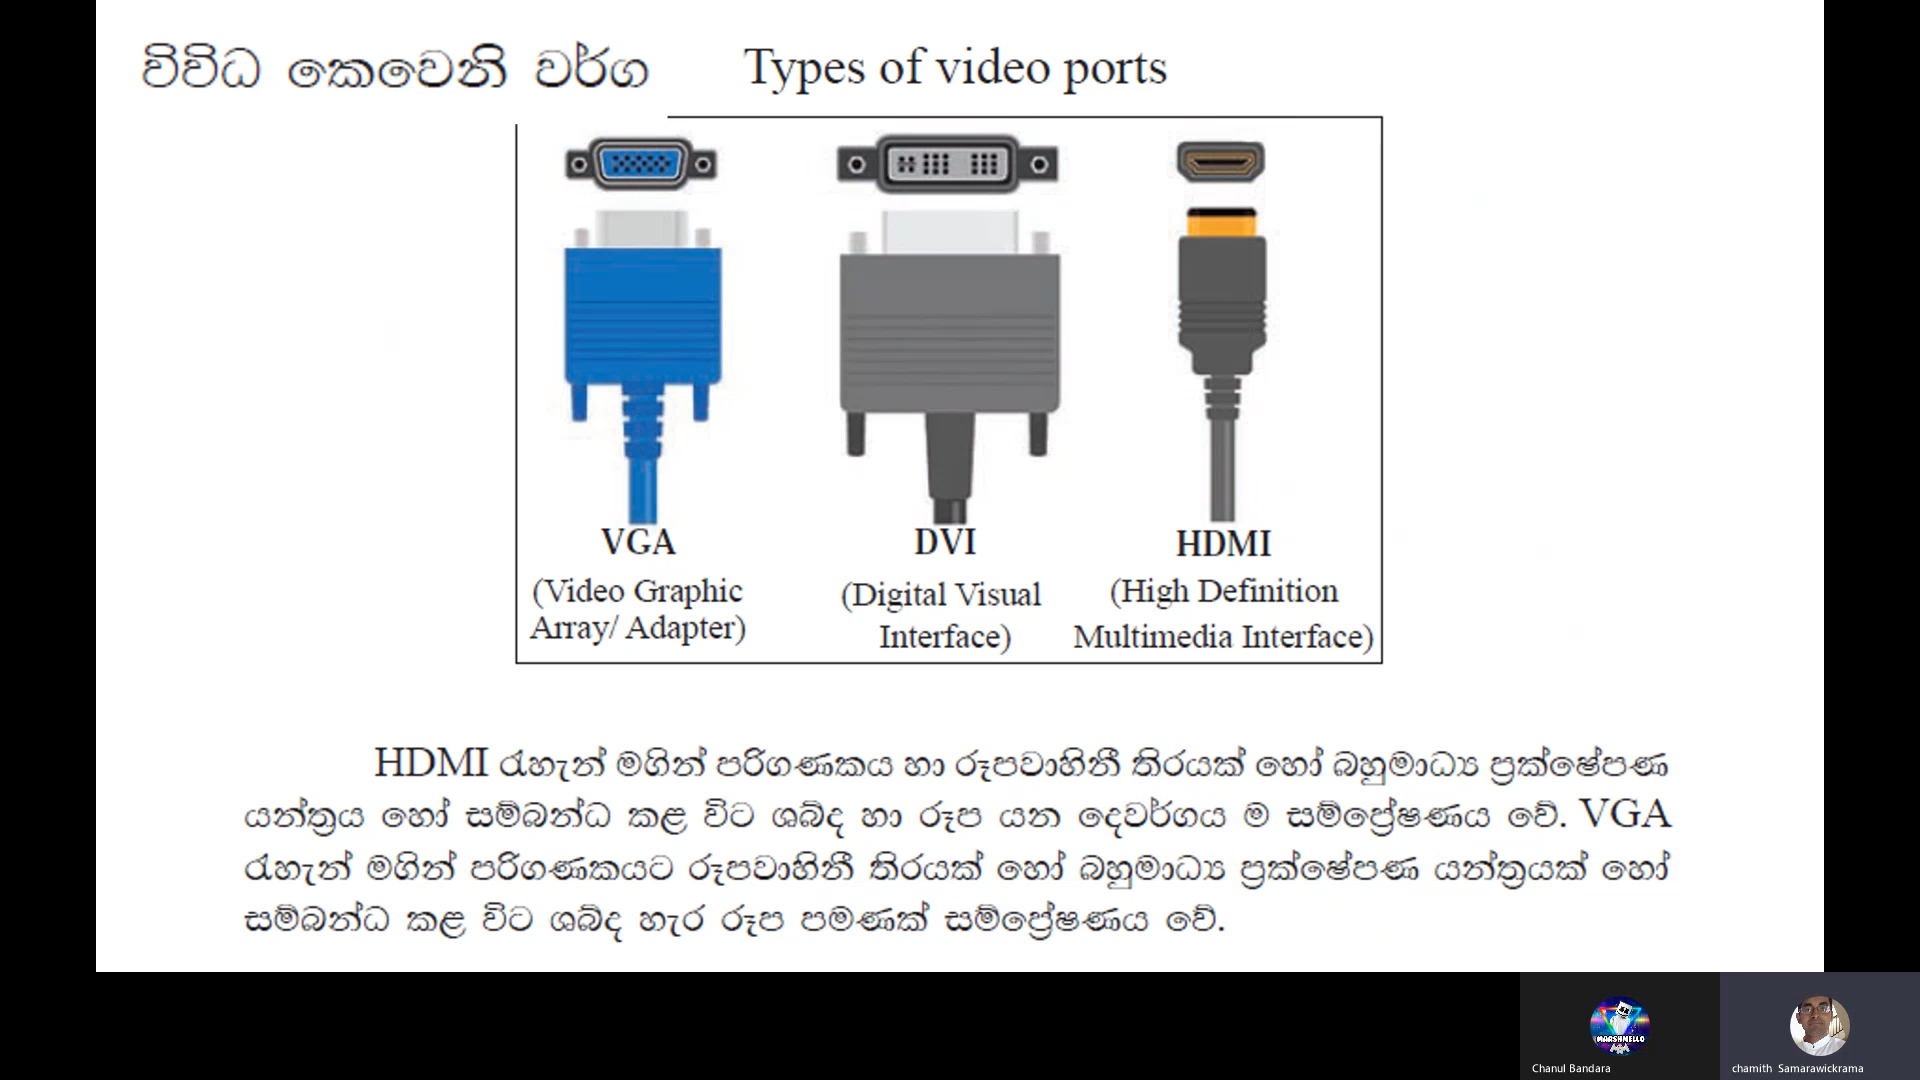 විවිධ කෙවෙනි වර්ග
Types of video ports
VGA
(Video Graphic
Array/ Adapter)
DVI
(Digital Visual
Interface)
HDMI
(High Definition
Multimedia Interface)
HDMI රැහැන් මගින් පරිගණකය හා රූපවාහිනී තිරයක් හෝ බහුමාධ්‍ය ප්‍රක්ෂේපණ
යන්ත්‍රය හෝ සම්බන්ධ කළ විට ශබ්ද හා රූප යන දෙවර්ගය ම සම්ප්‍රේෂණය වේ. VGA
රැහැන් මගින් පරිගණකයට රූපවාහිනී තිරයක් හෝ බහුමාධ්‍ය ප්‍රක්ෂේපණ යන්ත්‍රයක් හෝ
සම්බන්ධ කළ විට ශබ්ද හැර රූප පමණක් සම්ප්‍රේෂණය වේ.
MARSHMELLO
Chanul Bandara
chamith Samarawickrama